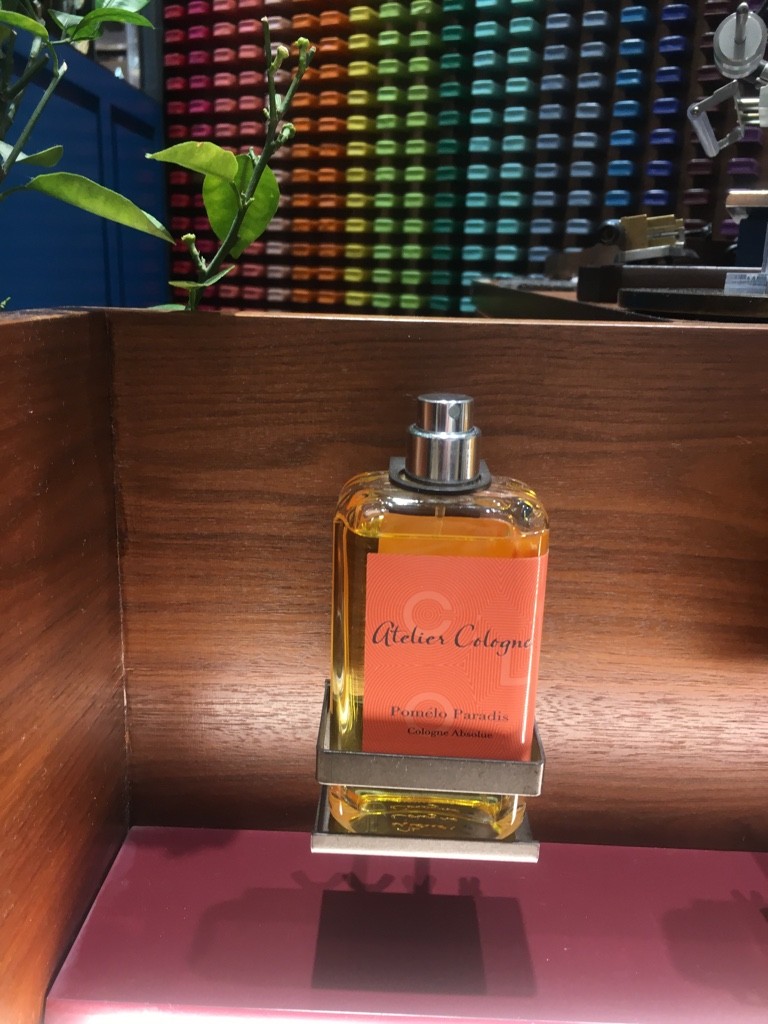 Atelier Cologne
Pomélo Paradis
Cologne Absolue